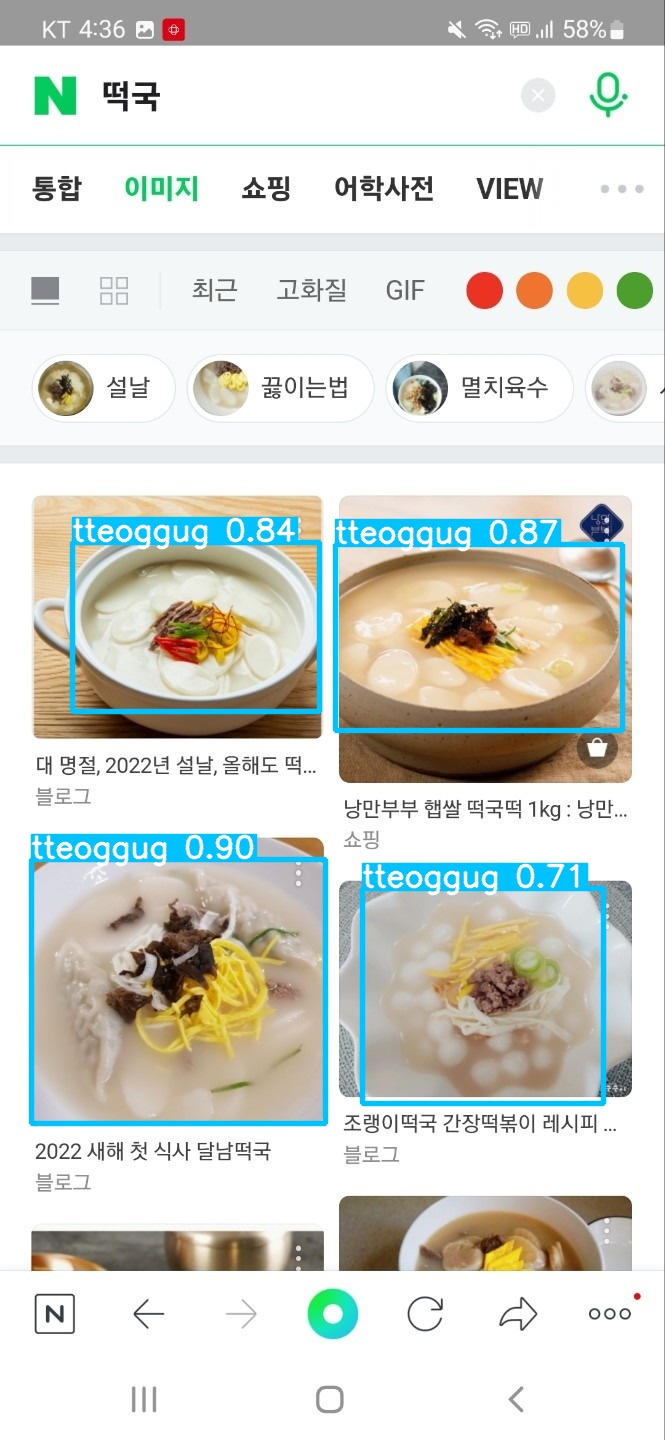 KT 4:36 HD 58%
N 떡국
통합 이미지 쇼핑 어학사전 VIEW
최근 고화질 GIF
설날 끓이는법 멸치육수
tteoggug 0.84
tteoggug 0.87
대 명절, 2022년 설날, 올해도 떡...
블로그
낭만부부 햅쌀 떡국떡 1kg : 낭만...
쇼핑
tteoggug 0.90
tteoggug 0.71
2022 새해 첫 식사 달남떡국
블로그
조랭이떡국 간장떡볶이 레시피 ...
블로그
N